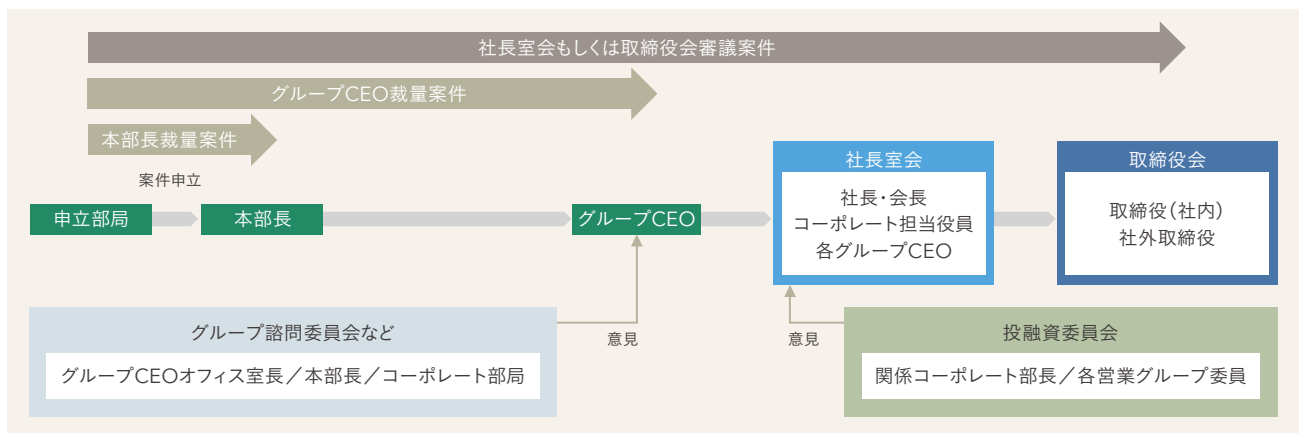 社長室会もしくは取締役会審議案件
グループCEO裁量案件
本部長裁量案件
案件申立
申立部局
本部長
グループCEO
社長室会
社長・会長
コーポレート担当役員
各グループCEO
取締役会
取締役（社内）
社外取締役
グループ諮問委員会など
グループCEOオフィス室長／本部長／コーポレート部局
意見
意見
投融資委員会
関係コーポレート部長／各営業グループ委員